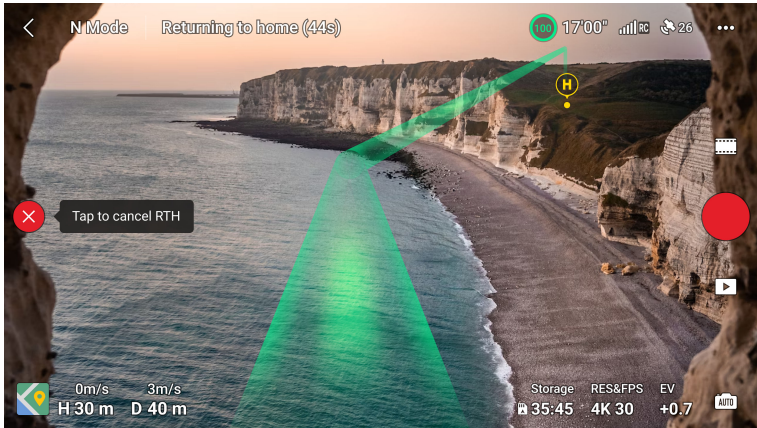 N Mode
Returning to home (44s)
100
17'00"
RC
26
H
Tap to cancel RTH
0m/s
3m/s
H 30 m
D 40 m
Storage
RES&FPS
EV
35:45
4K 30
+0.7
AUTO